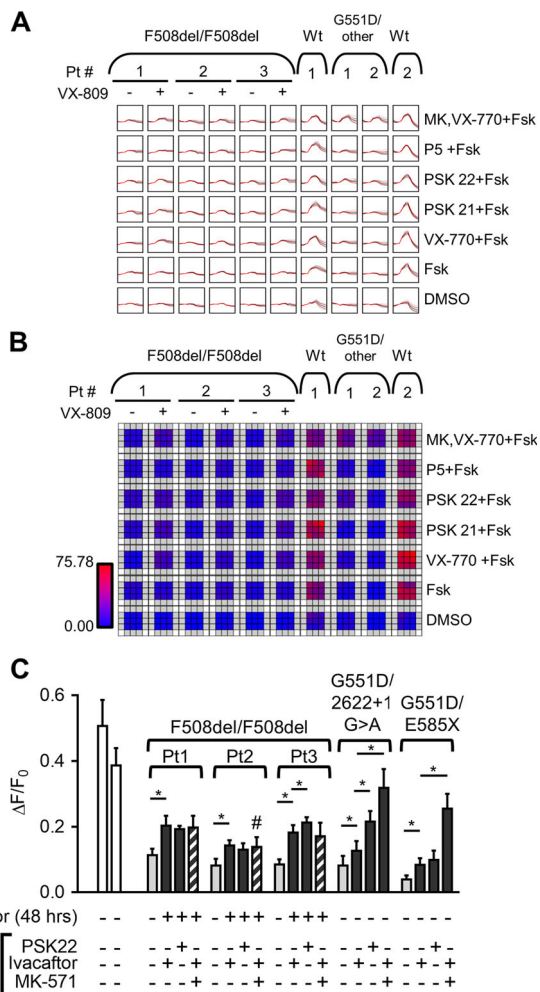 A
F508del/F508del Wt G551D/other Wt
Pt # 1 2 3 1 1 2 2
VX-809 - + - + - +
MK,VX-770+Fsk
P5 +Fsk
PSK 22+Fsk
PSK 21+Fsk
VX-770+Fsk
Fsk
DMSO
B
F508del/F508del Wt G551D/other Wt
Pt # 1 2 3 1 1 2 2
VX-809 - + - + - +
MK,VX-770+Fsk
P5+Fsk
PSK 22+Fsk
PSK 21+Fsk
75.78
VX-770 +Fsk
Fsk
0.00
DMSO
C
G551D/
2622+1
G>A
G551D/
E585X
F508del/F508del
Pt1 Pt2 Pt3
ΔF/F0
0.6
0.4
0.2
0.0
* * # * * * * * * *
or (48 hrs) - - - + + + - + + + - + + + - - - - - - - -
PSK22 - - - - + - - - + - - - + - - - + - - - + -
Ivacaftor - - - + - + - + - + - + - + - + - + - + - +
MK-571 - - - - - + - - - + - - - + - - - + - - - +